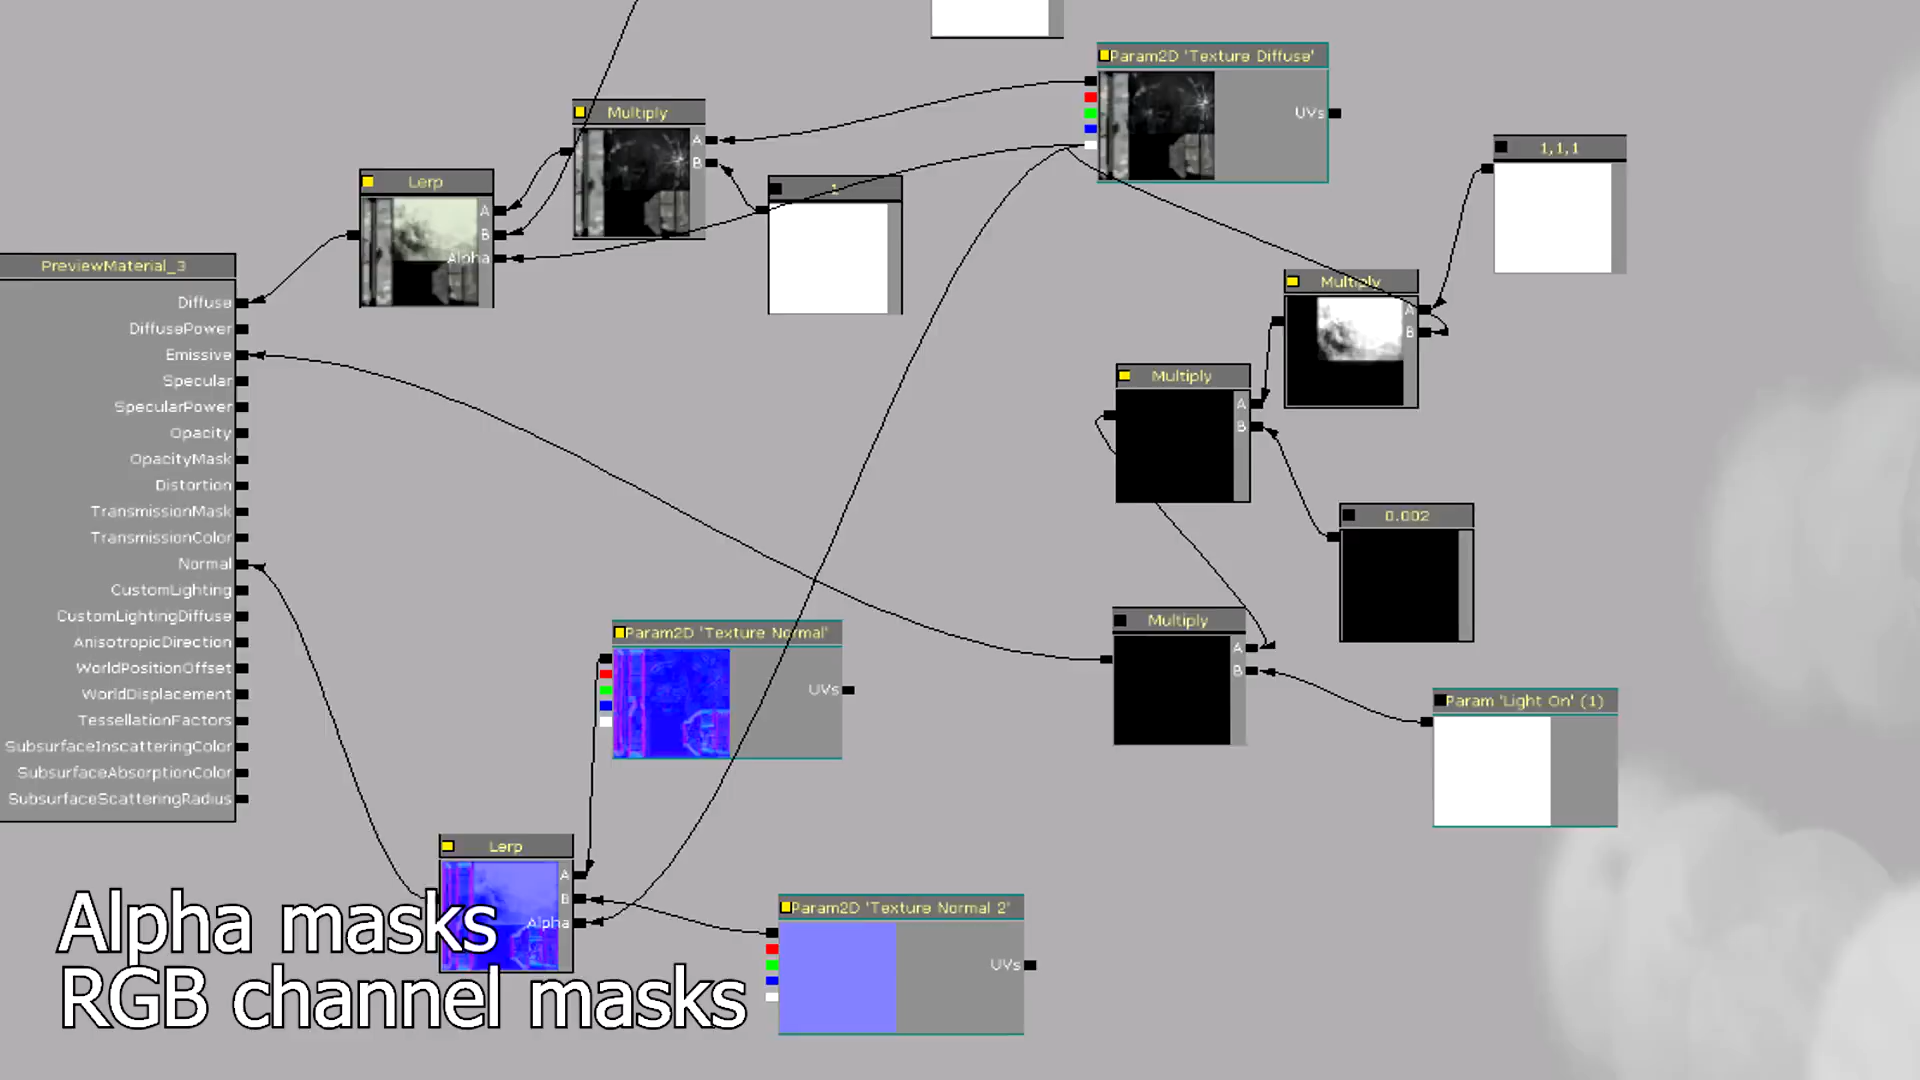 Param2D 'Texture Diffuse'
UVs
Multiply
A
B
1,1,1
Lerp
A
B
Alpha
1
PreviewMaterial_3
Diffuse
DiffusePower
Emissive
Specular
SpecularPower
Opacity
OpacityMask
Distortion
TransmissionMask
TransmissionColor
Normal
CustomLighting
CustomLightingDiffuse
AnisotropicDirection
WorldPositionOffset
WorldDisplacement
TessellationFactors
SubsurfaceInscatteringColor
SubsurfaceAbsorptionColor
SubsurfaceScatteringRadius
Multiply
A
B
Multiply
A
B
0.002
Multiply
A
B
Param2D 'Texture Normal'
UVs
Param 'Light On' (1)
Lerp
A
B
Alpha
Param2D 'Texture Normal 2'
UVs
Alpha masks
RGB channel masks